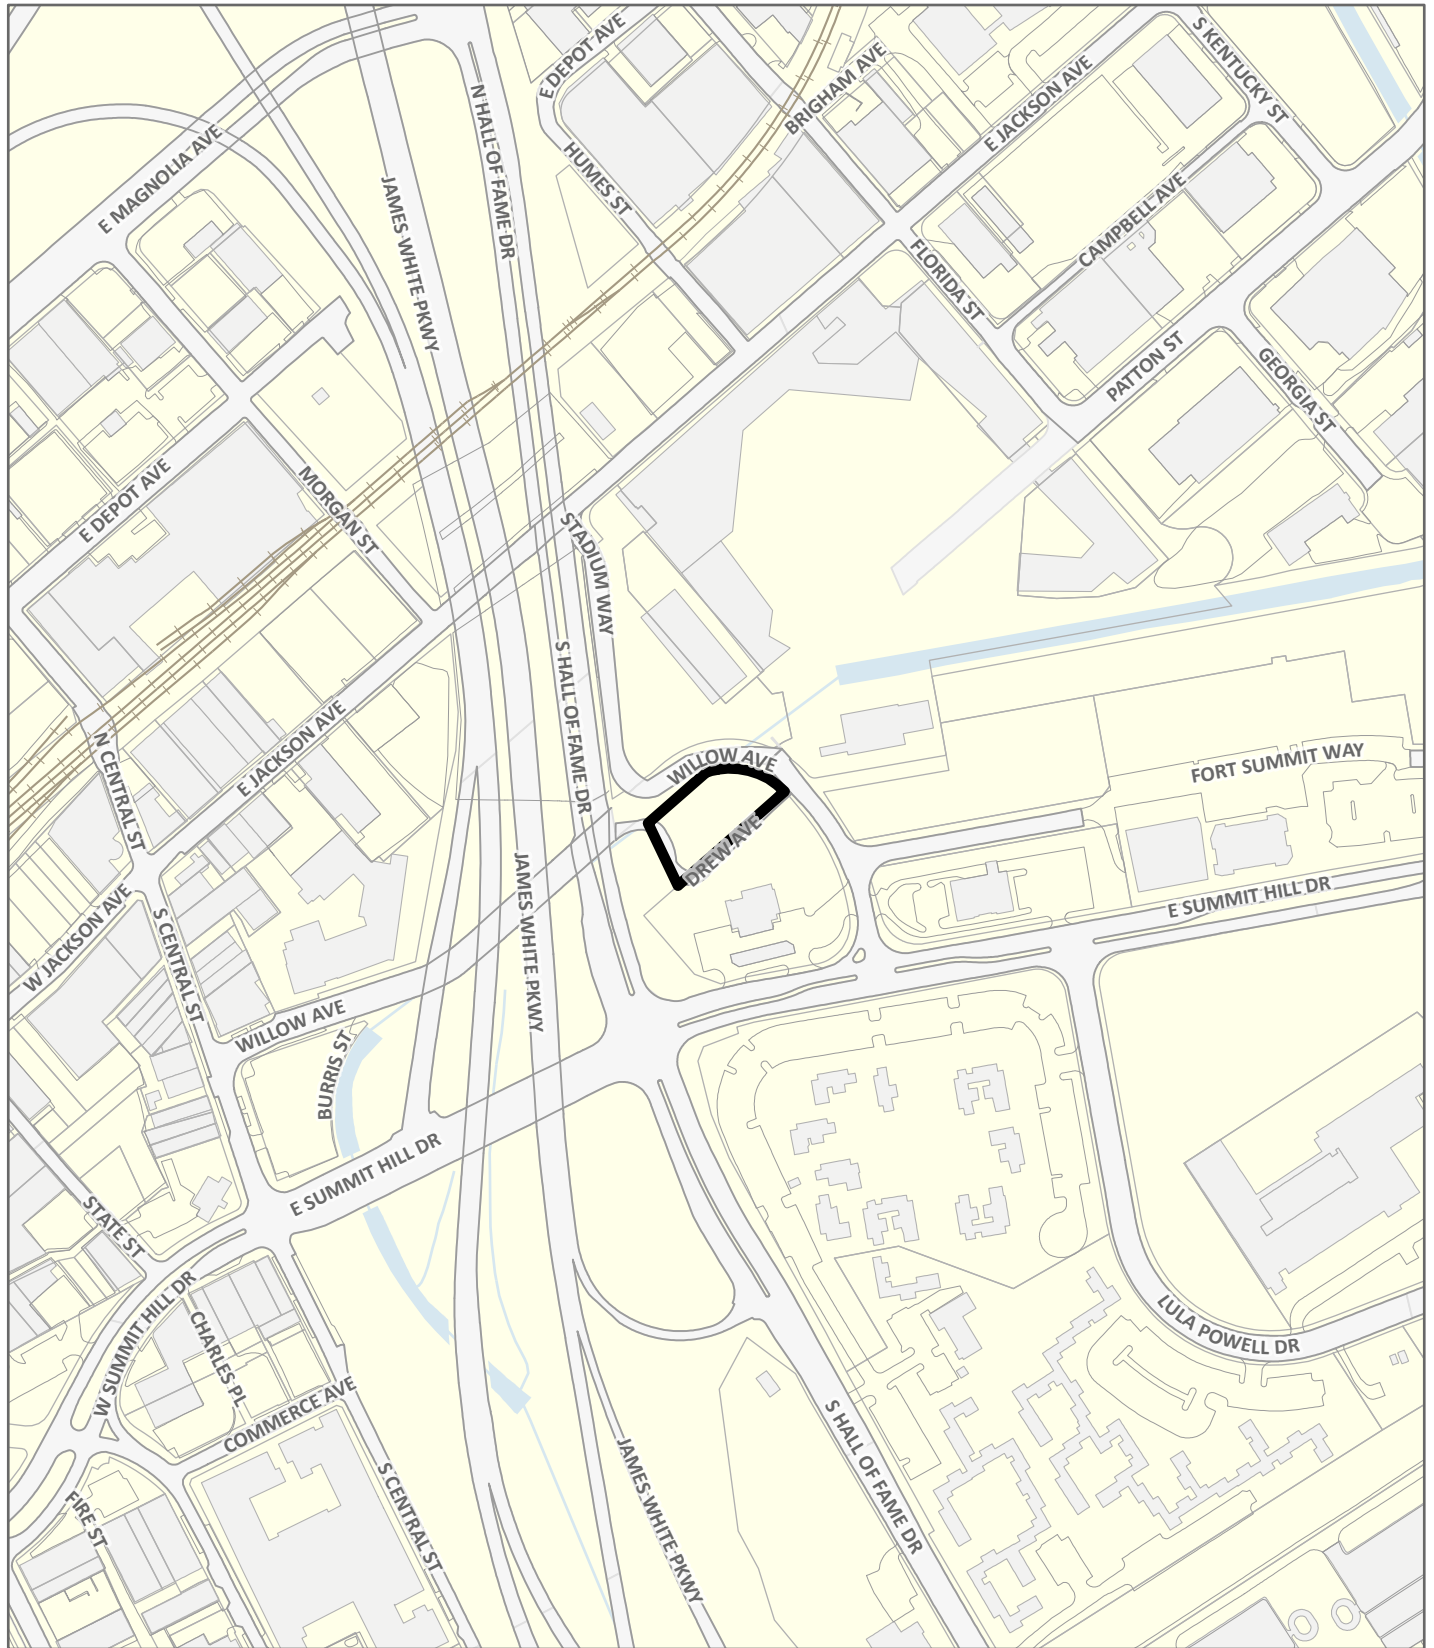 E DEPOT AVE
S KENTUCKY ST
BRIGHAM AVE
E JACKSON AVE
N HALL OF FAME DR
E MAGNOLIA AVE
HUMES ST
JAMES WHITE PKWY
CAMPBELL AVE
FLORIDA ST
PATTON ST
GEORGIA ST
E DEPOT AVE
MORGAN ST
STADIUM WAY
S HALL OF FAME DR
E JACKSON AVE
N CENTRAL ST
WILLOW AVE
FORT SUMMIT WAY
DREW AVE
W JACKSON AVE
S CENTRAL ST
JAMES WHITE PKWY
E SUMMIT HILL DR
WILLOW AVE
BURRIS ST
E SUMMIT HILL DR
STATE ST
W SUMMIT HILL DR
CHARLES PL
LULA POWELL DR
COMMERCE AVE
S HALL OF FAME DR
JAMES WHITE PKWY
S CENTRAL ST
FIRE ST